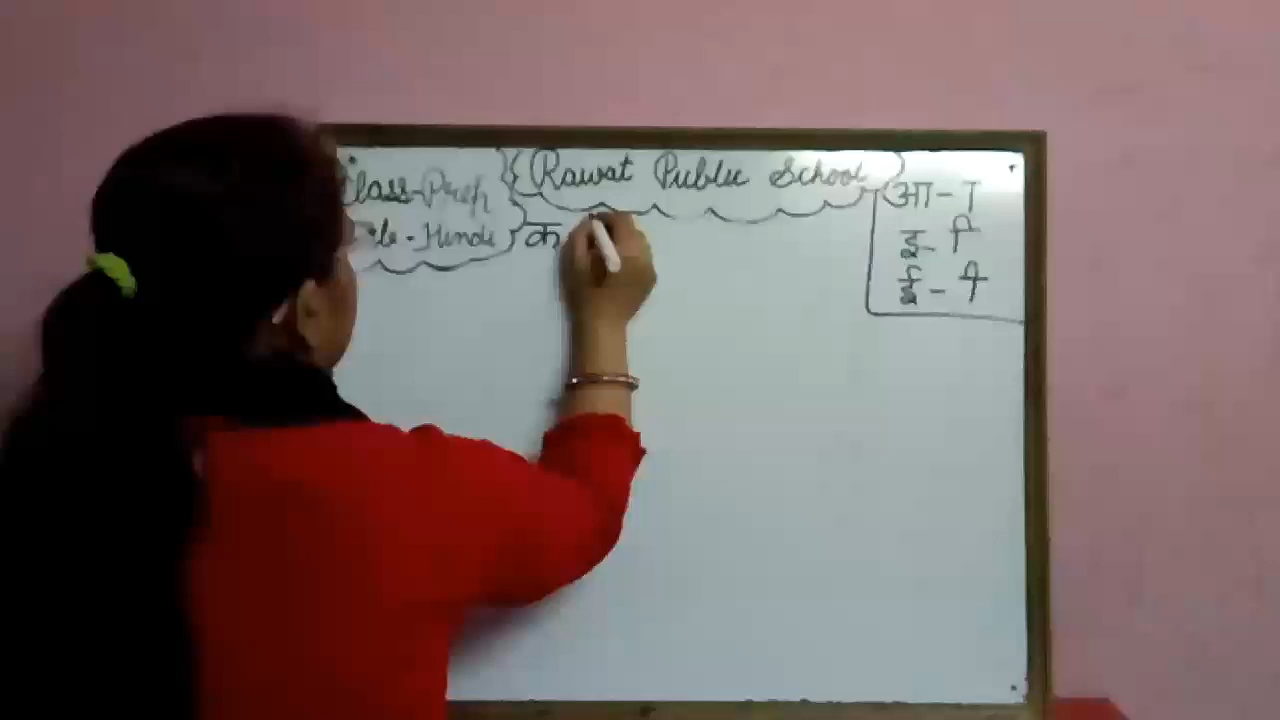 Class-Prep
Rawat Public School
- Hindi
क
आ - ा
इ ि
ई - ी